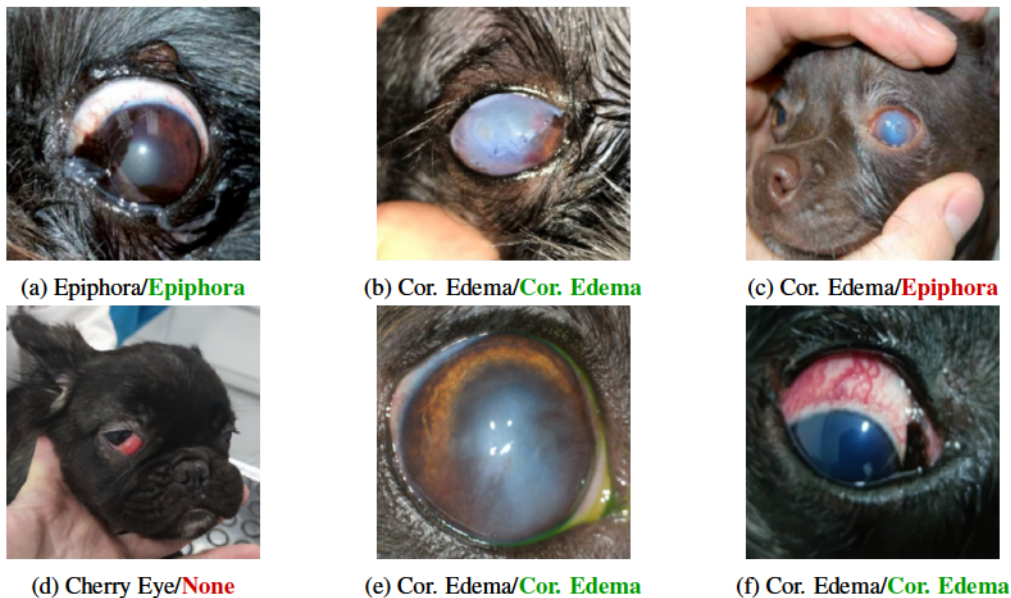 (a) Epiphora/Epiphora
(b) Cor. Edema/Cor. Edema
(c) Cor. Edema/Epiphora
(d) Cherry Eye/None
(e) Cor. Edema/Cor. Edema
(f) Cor. Edema/Cor. Edema